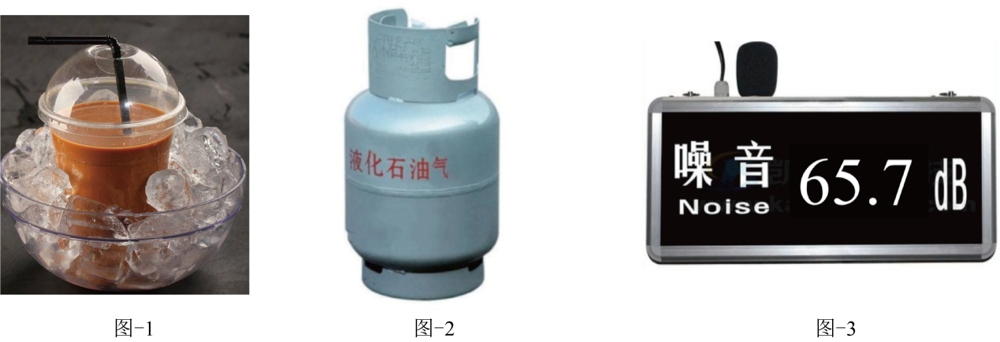 液化石油气
噪音 65.7 dB
Noise
图-1
图-2
图-3